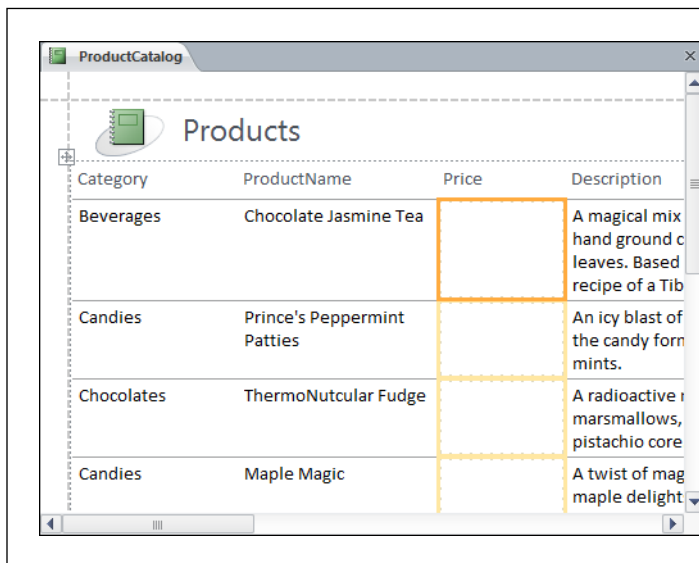 ProductCatalog
Products
Category ProductName Price Description
Beverages Chocolate Jasmine Tea A magical mix
hand ground c
leaves. Based
recipe of a Tib
Candies Prince's Peppermint An icy blast of
Patties the candy forn
mints.
Chocolates ThermoNutcular Fudge A radioactive
marsmallows,
pistachio core
Candies Maple Magic A twist of mag
maple delight